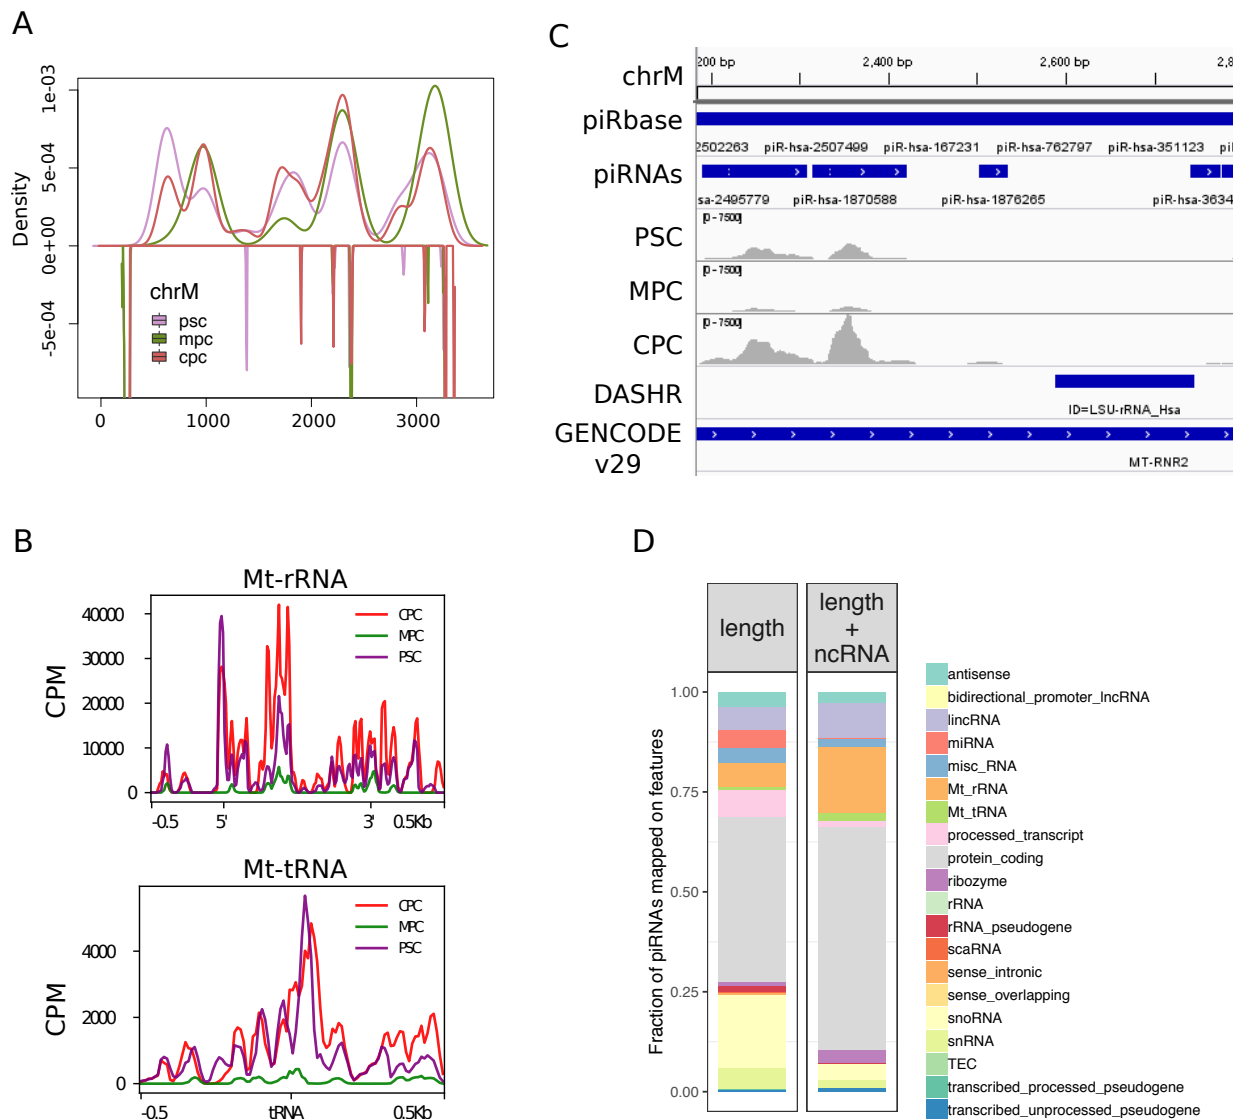 A
1e-03
5e-04
0e+00
-5e-04
Density
chrM
psc
mpc
cpc
0 1000 2000 3000
C
chrM
200 bp 2,400 bp 2,600 bp 2,8
piRbase
2502263 piR-hsa-2507499 piR-hsa-167231 piR-hsa-762797 piR-hsa-351123 piI
piRNAs
sa-2495779 piR-hsa-1870588 piR-hsa-1876265 piR-hsa-3634
PSC
[0 - 7500]
MPC
[0 - 7500]
CPC
[0 - 7500]
DASHR
ID=LSU-rRNA_Hsa
GENCODE
v29
MT-RNR2
B
Mt-rRNA
CPM
40000
30000
20000
10000
0
CPC
MPC
PSC
-0.5 5' 3' 0.5Kb
Mt-tRNA
CPM
4000
2000
0
CPC
MPC
PSC
-0.5 tRNA 0.5Kb
D
length
length
+
ncRNA
Fraction of piRNAs mapped on features
1.00
0.75
0.50
0.25
0.00
antisense
bidirectional_promoter_lncRNA
lincRNA
miRNA
misc_RNA
Mt_rRNA
Mt_tRNA
processed_transcript
protein_coding
ribozyme
rRNA
rRNA_pseudogene
scaRNA
sense_intronic
sense_overlapping
snoRNA
snRNA
TEC
transcribed_processed_pseudogene
transcribed_unprocessed_pseudogene